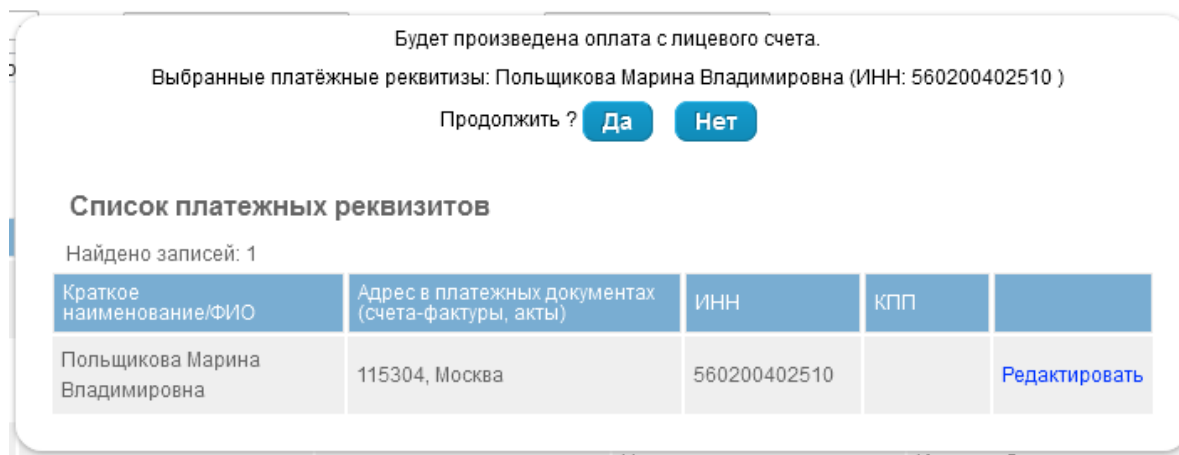 Будет произведена оплата с лицевого счета.
Выбранные платёжные реквитизы: Польщикова Марина Владимировна (ИНН: 560200402510 )
Продолжить ? Да Нет
Список платежных реквизитов
Найдено записей: 1
Краткое наименование/ФИО
Адрес в платежных документах (счета-фактуры, акты)
ИНН
КПП
Польщикова Марина Владимировна
115304, Москва
560200402510
Редактировать